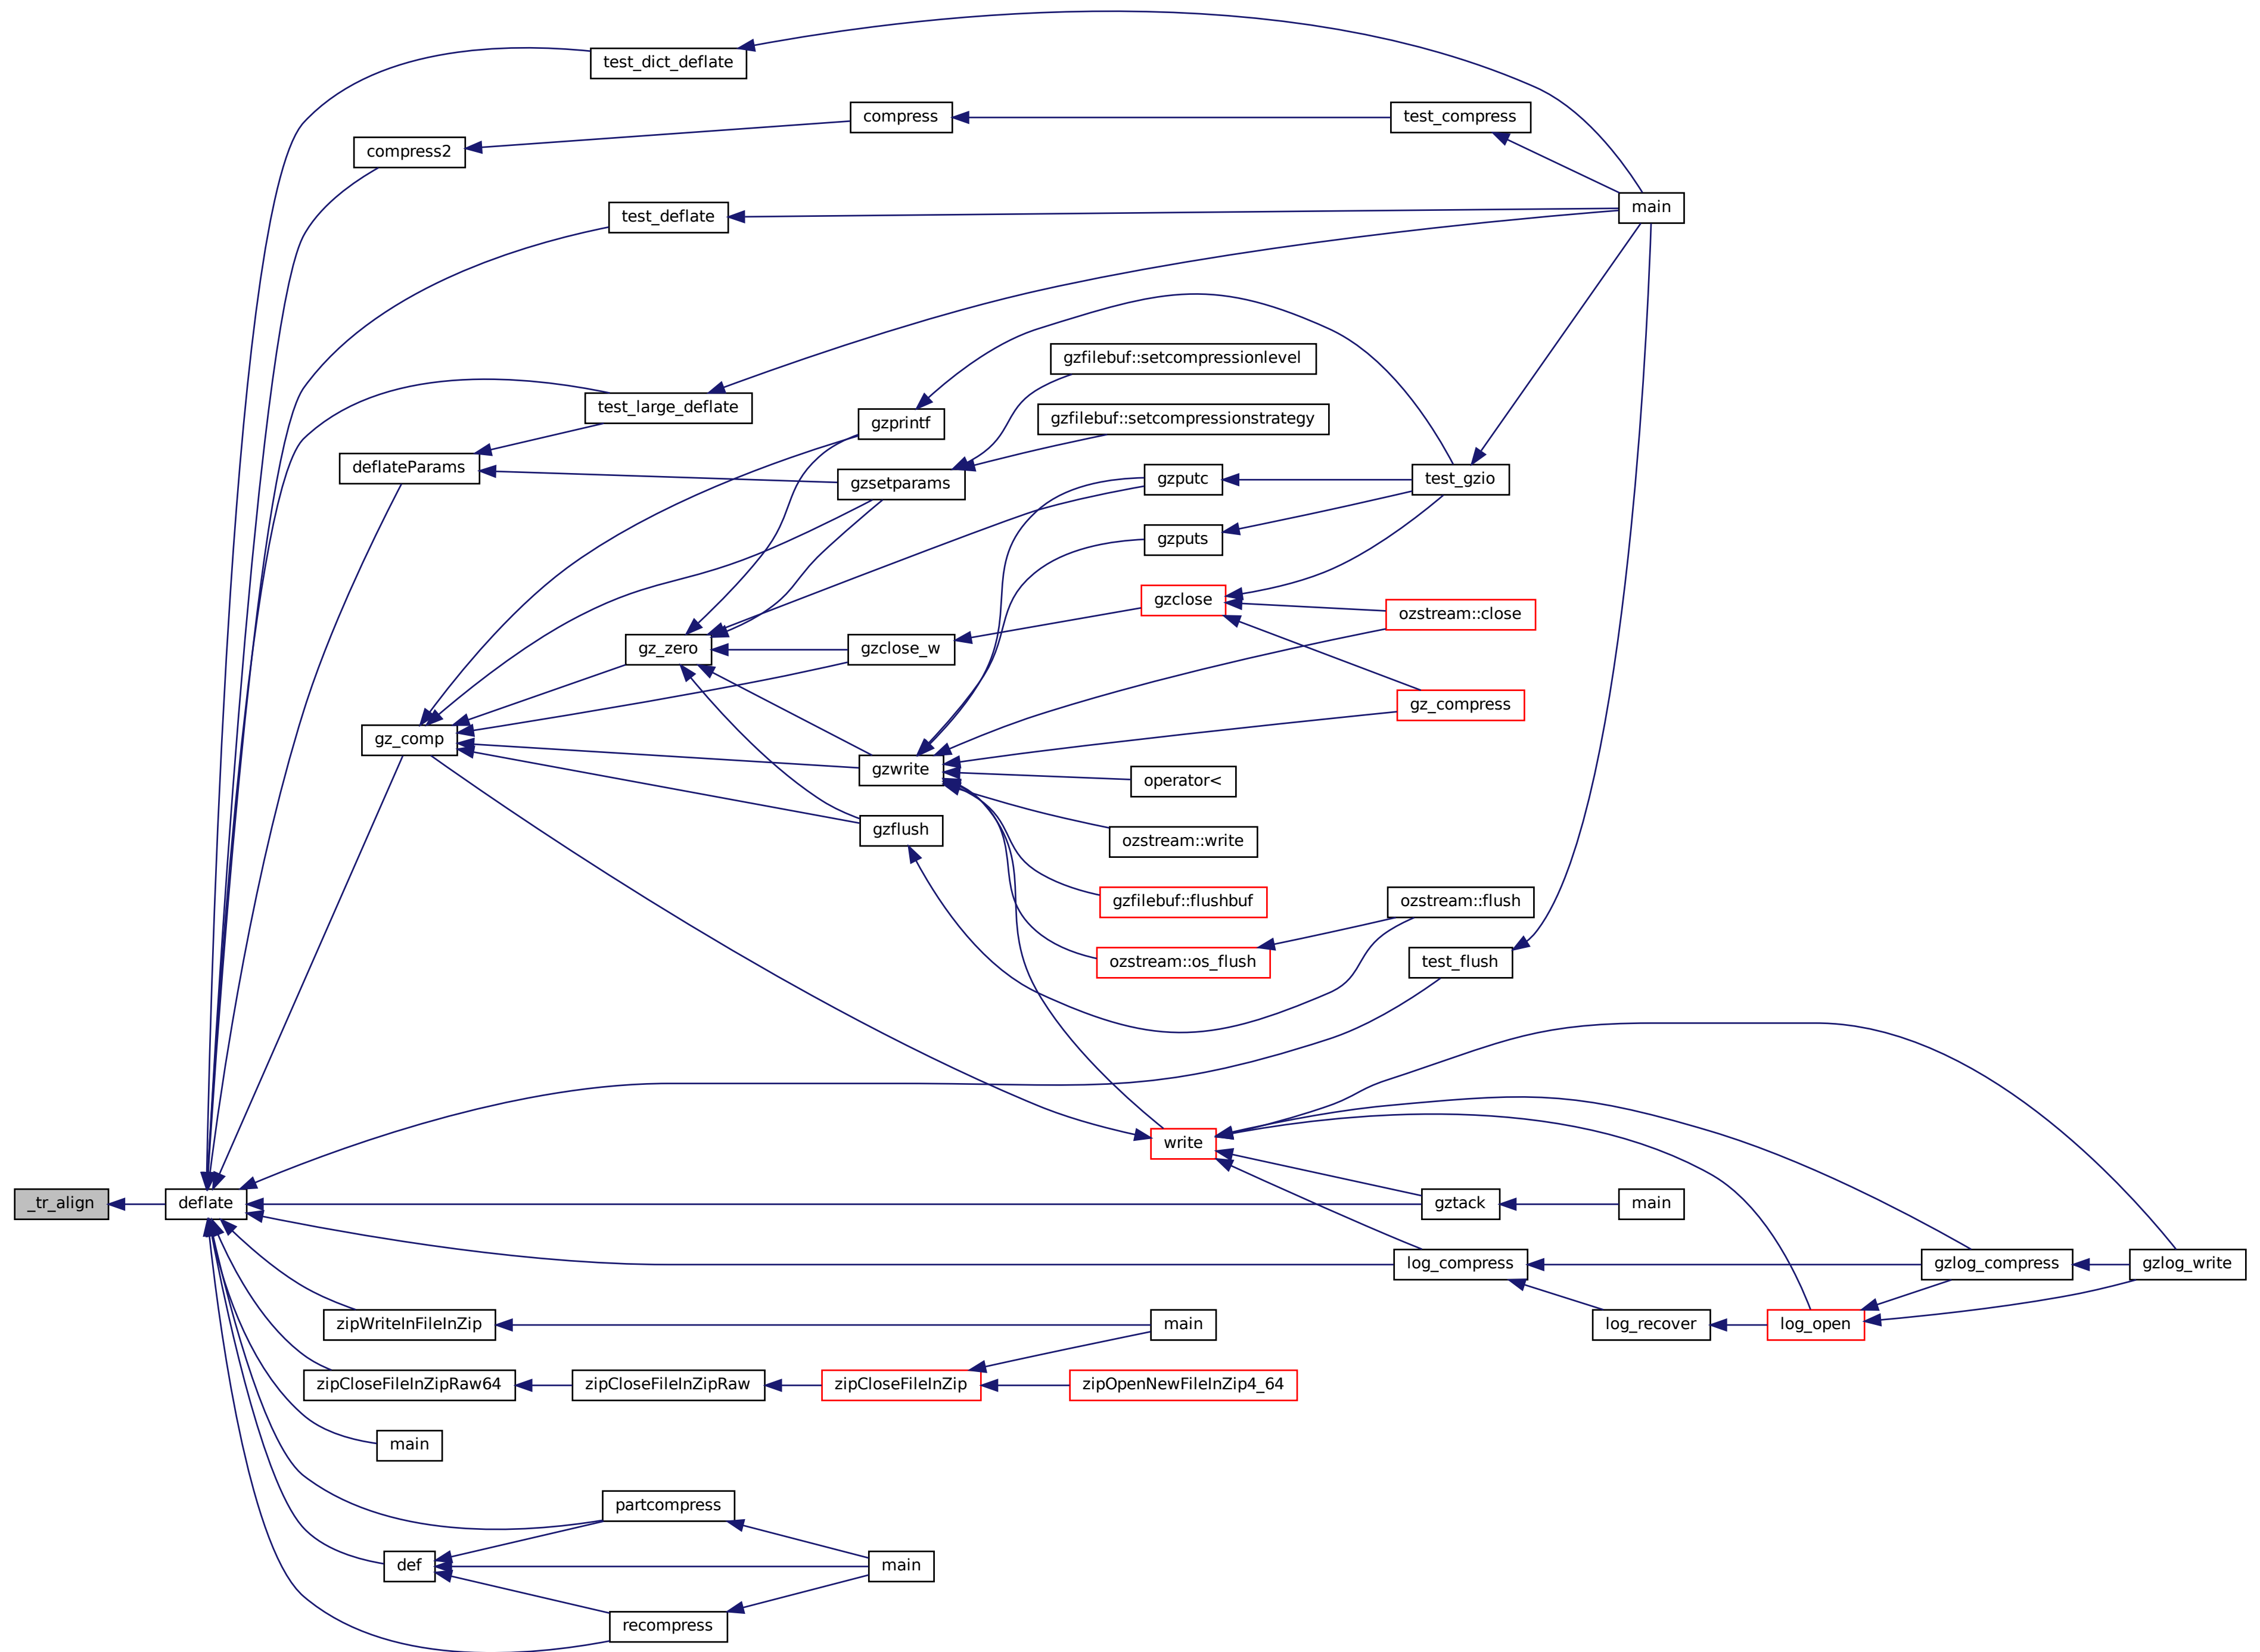 test_dict_deflate
compress
test_compress
compress2
main
test_deflate
gzfilebuf::setcompressionlevel
test_large_deflate
gzprintf
gzfilebuf::setcompressionstrategy
deflateParams
gzsetparams
gzputc
test_gzio
gzputs
gzclose
ozstream::close
gz_zero
gzclose_w
gz_compress
gz_comp
gzwrite
operator<
gzflush
ozstream::write
gzfilebuf::flushbuf
ozstream::flush
ozstream::os_flush
test_flush
write
_tr_align
deflate
gztack
main
log_compress
gzlog_compress
gzlog_write
zipWriteInFileInZip
main
log_recover
log_open
zipCloseFileInZipRaw64
zipCloseFileInZipRaw
zipCloseFileInZip
zipOpenNewFileInZip4_64
main
partcompress
def
main
recompress